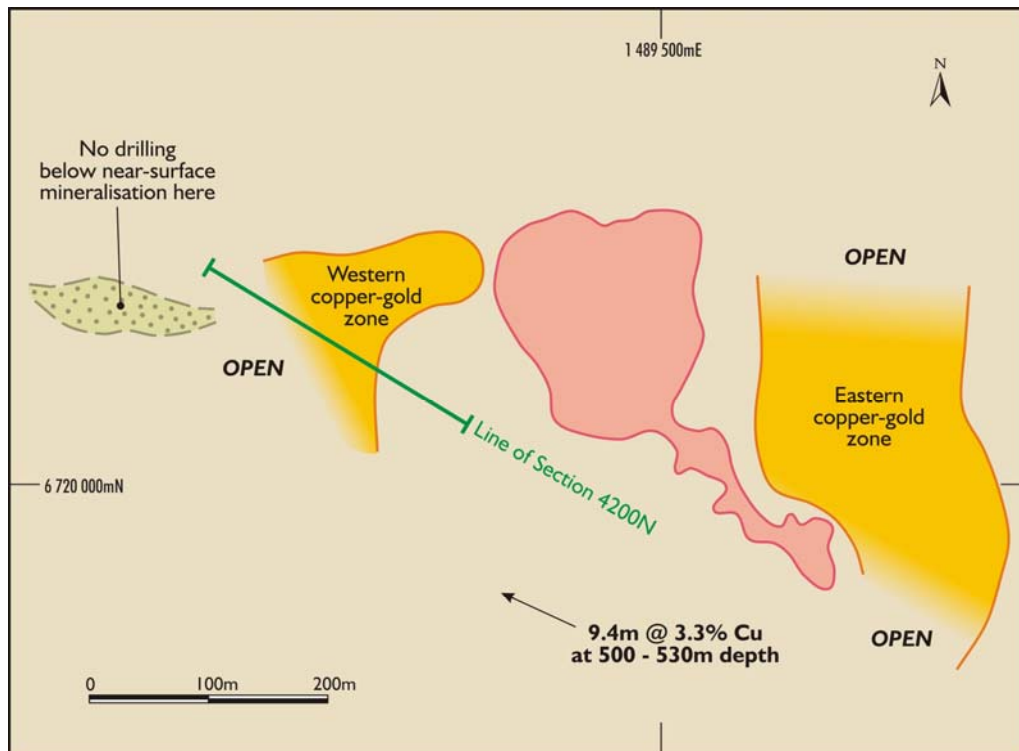 1 489 500mE
N
No drilling
below near-surface
mineralisation here
OPEN
Western
copper-gold
zone
OPEN
Eastern
copper-gold
zone
Line of Section 4200N
6 720 000mN
9.4m @ 3.3% Cu
at 500 - 530m depth
OPEN
0 100m 200m